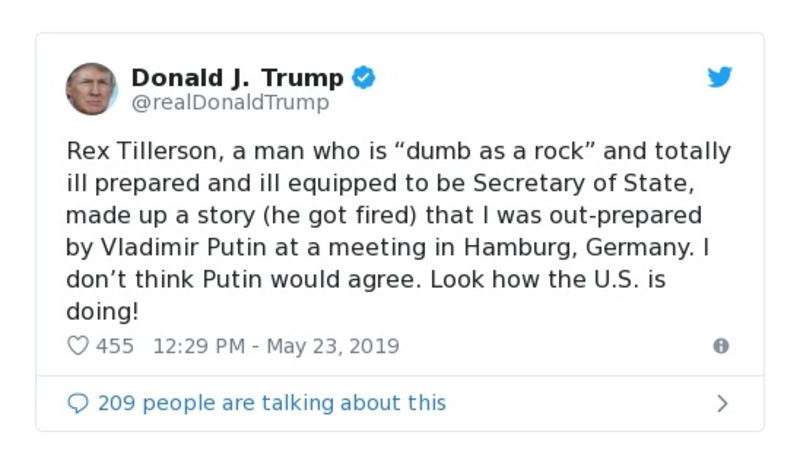 Donald J. Trump
@realDonaldTrump
Rex Tillerson, a man who is “dumb as a rock” and totally
ill prepared and ill equipped to be Secretary of State,
made up a story (he got fired) that I was out-prepared
by Vladimir Putin at a meeting in Hamburg, Germany. I
don’t think Putin would agree. Look how the U.S. is
doing!
455 12:29 PM - May 23, 2019
209 people are talking about this